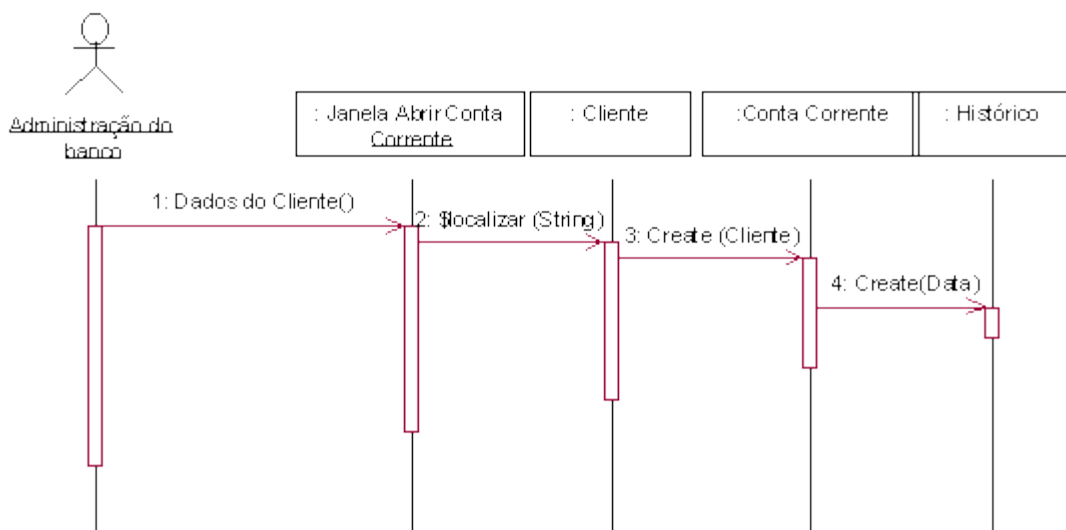 Administração do
banco
: Janela Abrir Conta
Corrente
: Cliente
:Conta Corrente
: Histórico
1: Dados do Cliente()
2: $localizar (String)
3: Create (Cliente)
4: Create(Data)